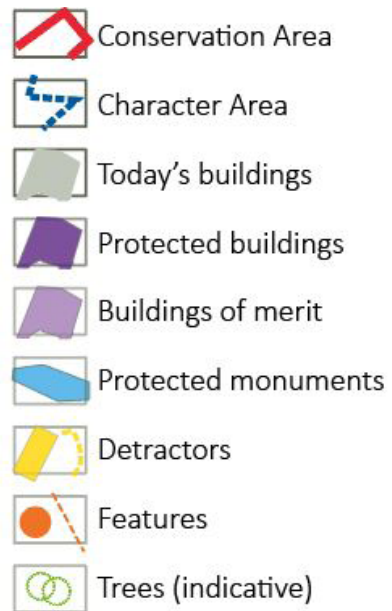 Conservation Area
Character Area
Today's buildings
Protected buildings
Buildings of merit
Protected monuments
Detractors
Features
Trees (indicative)